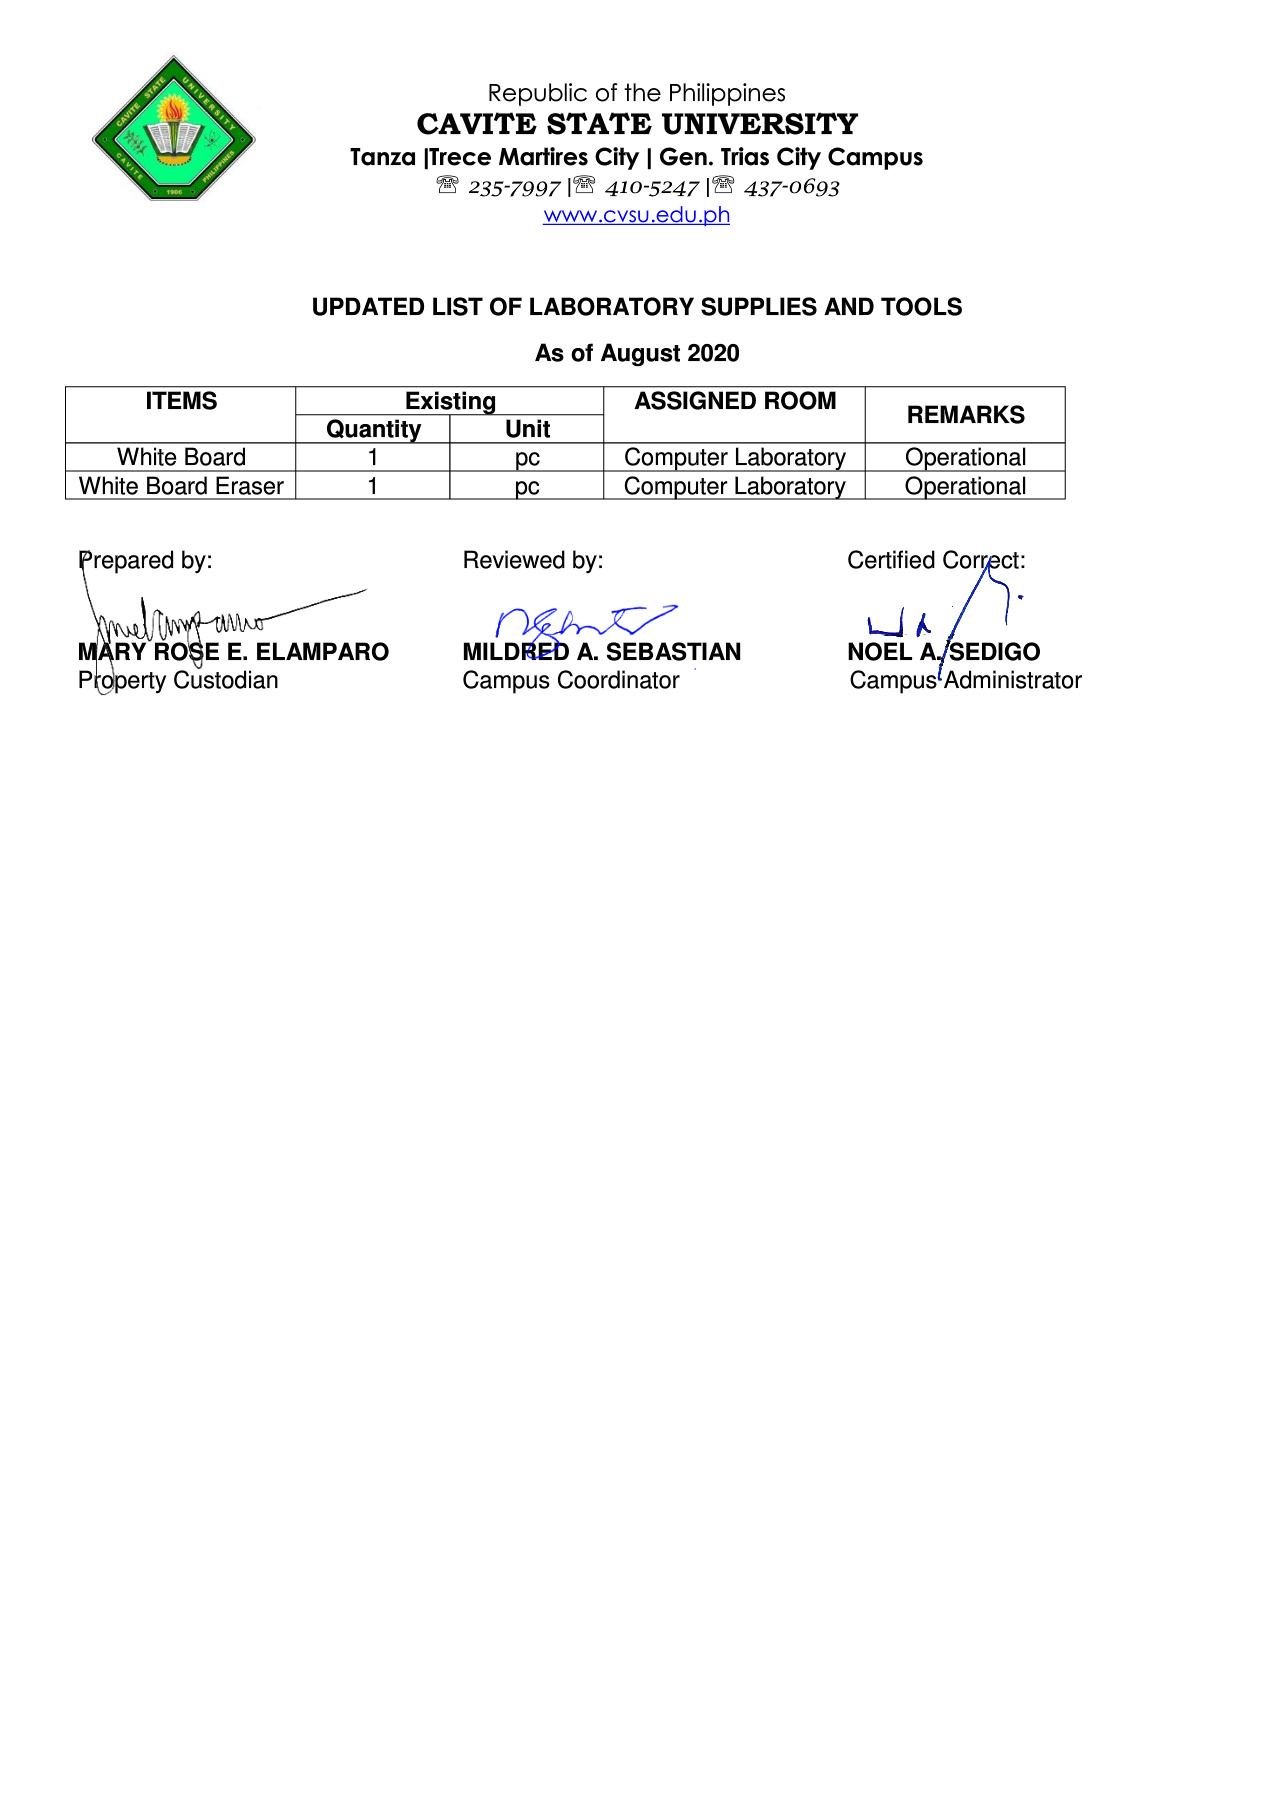 CAVITE STATE UNIVERSITY
CAVITE PHILIPPINES
1906
Republic of the Philippines
CAVITE STATE UNIVERSITY
Tanza |Trece Martires City | Gen. Trias City Campus
☏ 235-7997 |☏ 410-5247 |☏ 437-0693
www.cvsu.edu.ph
UPDATED LIST OF LABORATORY SUPPLIES AND TOOLS
As of August 2020
ITEMS Existing ASSIGNED ROOM REMARKS
Quantity Unit
White Board 1 pc Computer Laboratory Operational
White Board Eraser 1 pc Computer Laboratory Operational
Prepared by: Reviewed by: Certified Correct:
MARY ROSE E. ELAMPARO MILDRED A. SEBASTIAN NOEL A. SEDIGO
Property Custodian Campus Coordinator Campus Administrator